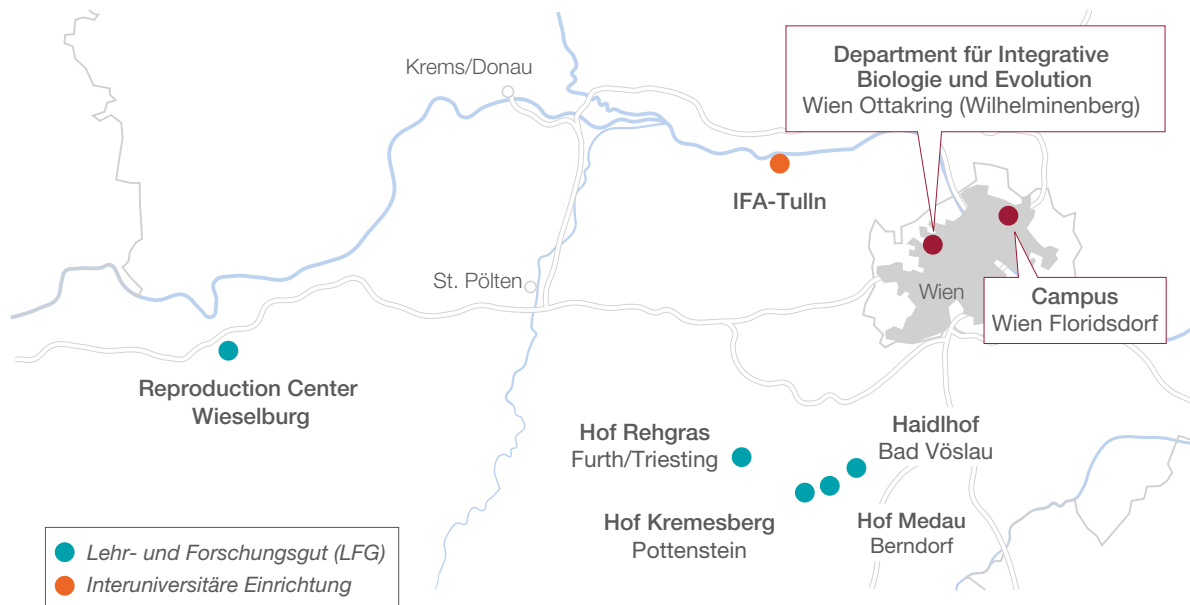 Department für Integrative
Biologie und Evolution
Wien Ottakring (Wilhelminenberg)
Krems/Donau
IFA-Tulln
St. Pölten
Wien
Campus
Wien Floridsdorf
Reproduction Center
Wieselburg
Hof Rehgras
Furth/Triesting
Haidlhof
Bad Vöslau
Hof Kremesberg
Pottenstein
Hof Medau
Berndorf
Lehr- und Forschungsgut (LFG)
Interuniversitäre Einrichtung